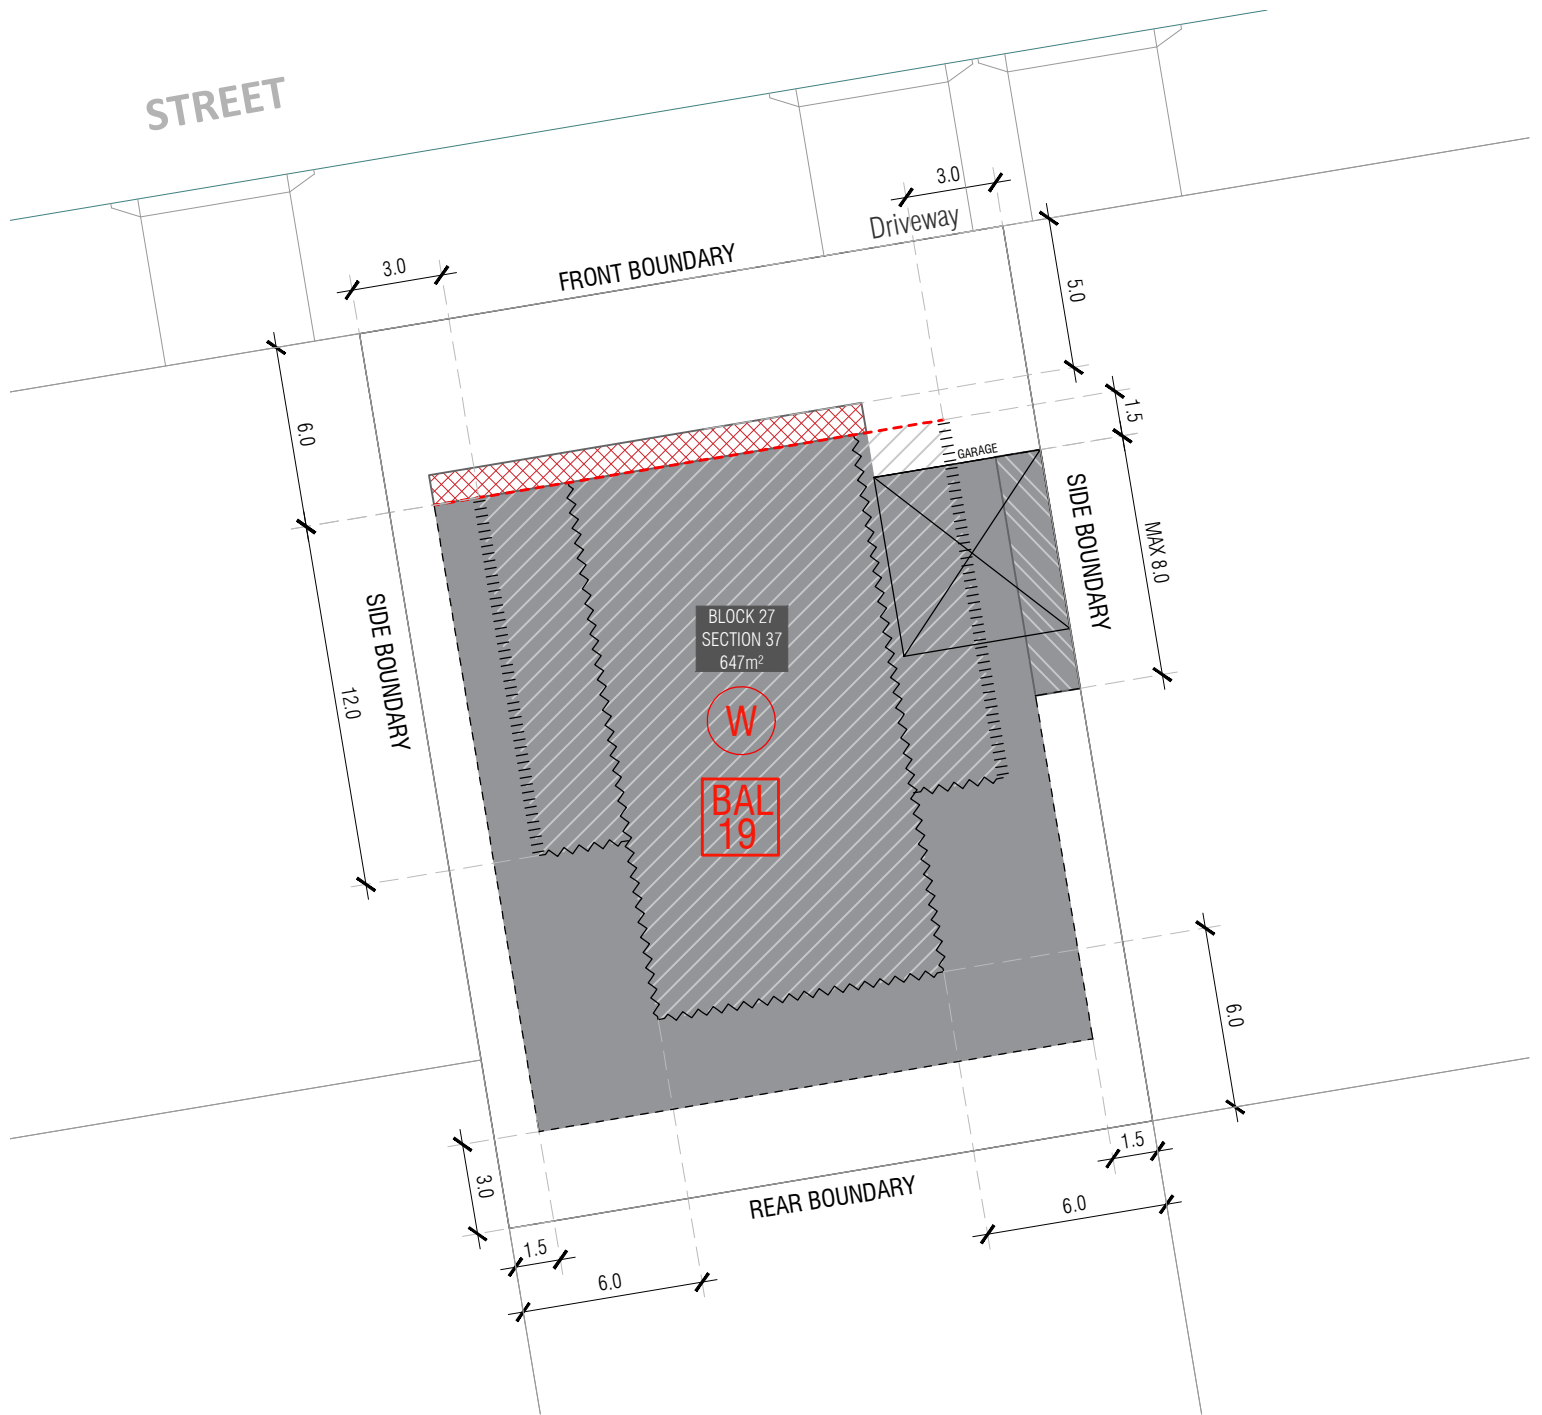 STREET
3.0
Driveway
FRONT BOUNDARY
3.0
5.0
6.0
1.5
GARAGE
SIDE BOUNDARY
MAX 8.0
SIDE BOUNDARY
12.0
BLOCK 27
SECTION 37
647m²
W
BAL
19
6.0
1.5
3.0
REAR BOUNDARY
6.0
1.5
6.0